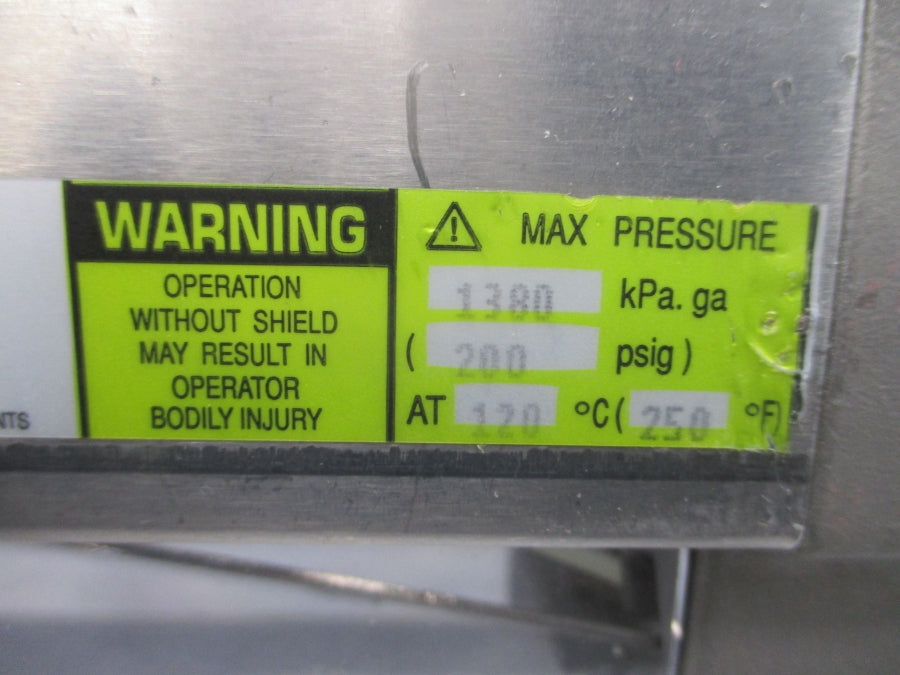 WARNING
OPERATION
WITHOUT SHIELD
MAY RESULT IN
OPERATOR
BODILY INJURY
⚠ MAX PRESSURE
1380 kPa. ga
( 200 psig )
AT 120 °C ( 250 °F)
NTS